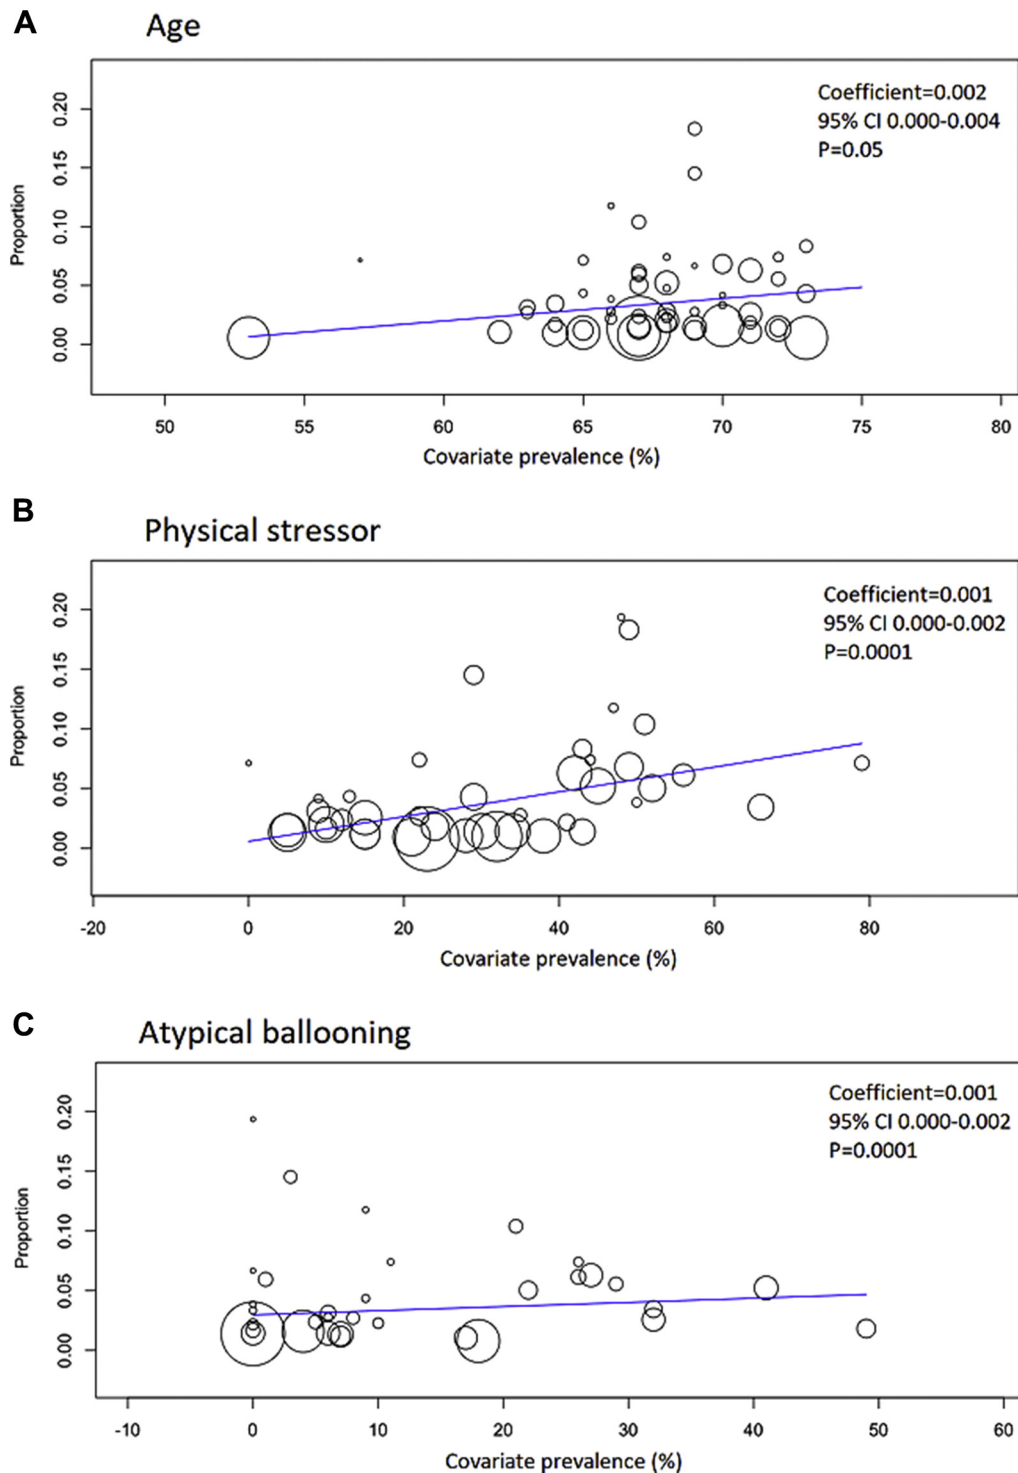 A
Age
Coefficient=0.002
95% CI 0.000-0.004
P=0.05
Proportion
0.20
0.15
0.10
0.05
0.00
50 55 60 65 70 75 80
Covariate prevalence (%)
B
Physical stressor
Coefficient=0.001
95% CI 0.000-0.002
P=0.0001
Proportion
0.20
0.15
0.10
0.05
0.00
-20 0 20 40 60 80
Covariate prevalence (%)
C
Atypical ballooning
Coefficient=0.001
95% CI 0.000-0.002
P=0.0001
Proportion
0.20
0.15
0.10
0.05
0.00
-10 0 10 20 30 40 50 60
Covariate prevalence (%)